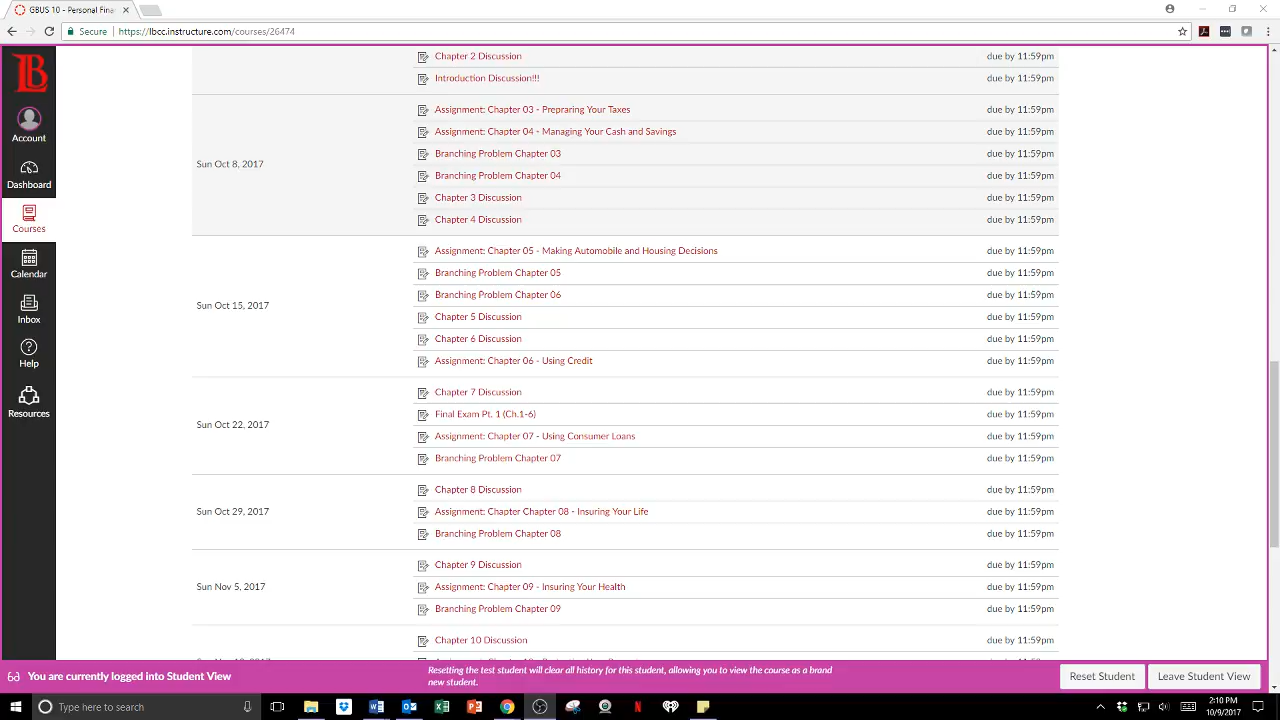 GBUS 10 - Personal Fina
Secure https://lbcc.instructure.com/courses/26474
LB
Account
Dashboard
Courses
Calendar
Inbox
Help
Resources
Chapter 2 Discussion due by 11:59pm
Introduction Discussion!!! due by 11:59pm
Sun Oct 8, 2017
Assignment: Chapter 03 - Prepraring Your Taxes due by 11:59pm
Assignment: Chapter 04 - Managing Your Cash and Savings due by 11:59pm
Branching Problem Chapter 03 due by 11:59pm
Branching Problem Chapter 04 due by 11:59pm
Chapter 3 Discussion due by 11:59pm
Chapter 4 Discussion due by 11:59pm
Sun Oct 15, 2017
Assignment: Chapter 05 - Making Automobile and Housing Decisions due by 11:59pm
Branching Problem Chapter 05 due by 11:59pm
Branching Problem Chapter 06 due by 11:59pm
Chapter 5 Discussion due by 11:59pm
Chapter 6 Discussion due by 11:59pm
Assignment: Chapter 06 - Using Credit due by 11:59pm
Sun Oct 22, 2017
Chapter 7 Discussion due by 11:59pm
Final Exam Pt. 1 (Ch.1-6) due by 11:59pm
Assignment: Chapter 07 - Using Consumer Loans due by 11:59pm
Branching Problem Chapter 07 due by 11:59pm
Sun Oct 29, 2017
Chapter 8 Discussion due by 11:59pm
Assignment: Chapter Chapter 08 - Insuring Your Life due by 11:59pm
Branching Problem Chapter 08 due by 11:59pm
Sun Nov 5, 2017
Chapter 9 Discussion due by 11:59pm
Assignment: Chapter 09 - Insuring Your Health due by 11:59pm
Branching Problem Chapter 09 due by 11:59pm
Chapter 10 Discussion due by 11:59pm
You are currently logged into Student View
Resetting the test student will clear all history for this student, allowing you to view the course as a brand
new student.
Reset Student
Leave Student View
Type here to search
2:10 PM
10/9/2017